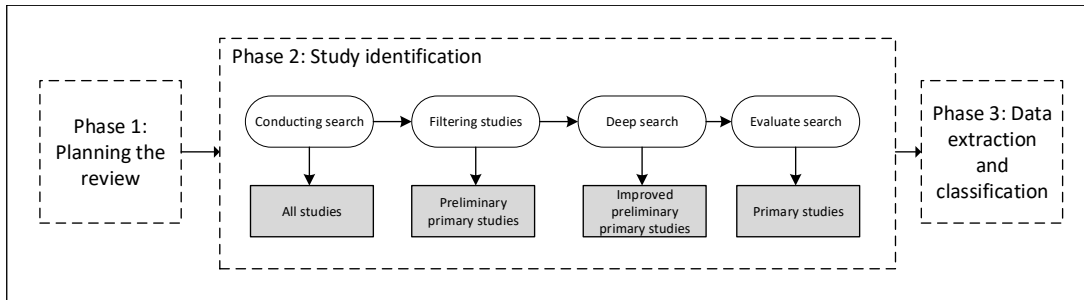 Phase 2: Study identification
Phase 1:
Planning the
review
Conducting search
Filtering studies
Deep search
Evaluate search
All studies
Preliminary
primary studies
Improved
preliminary
primary studies
Primary studies
Phase 3: Data
extraction
and
classification